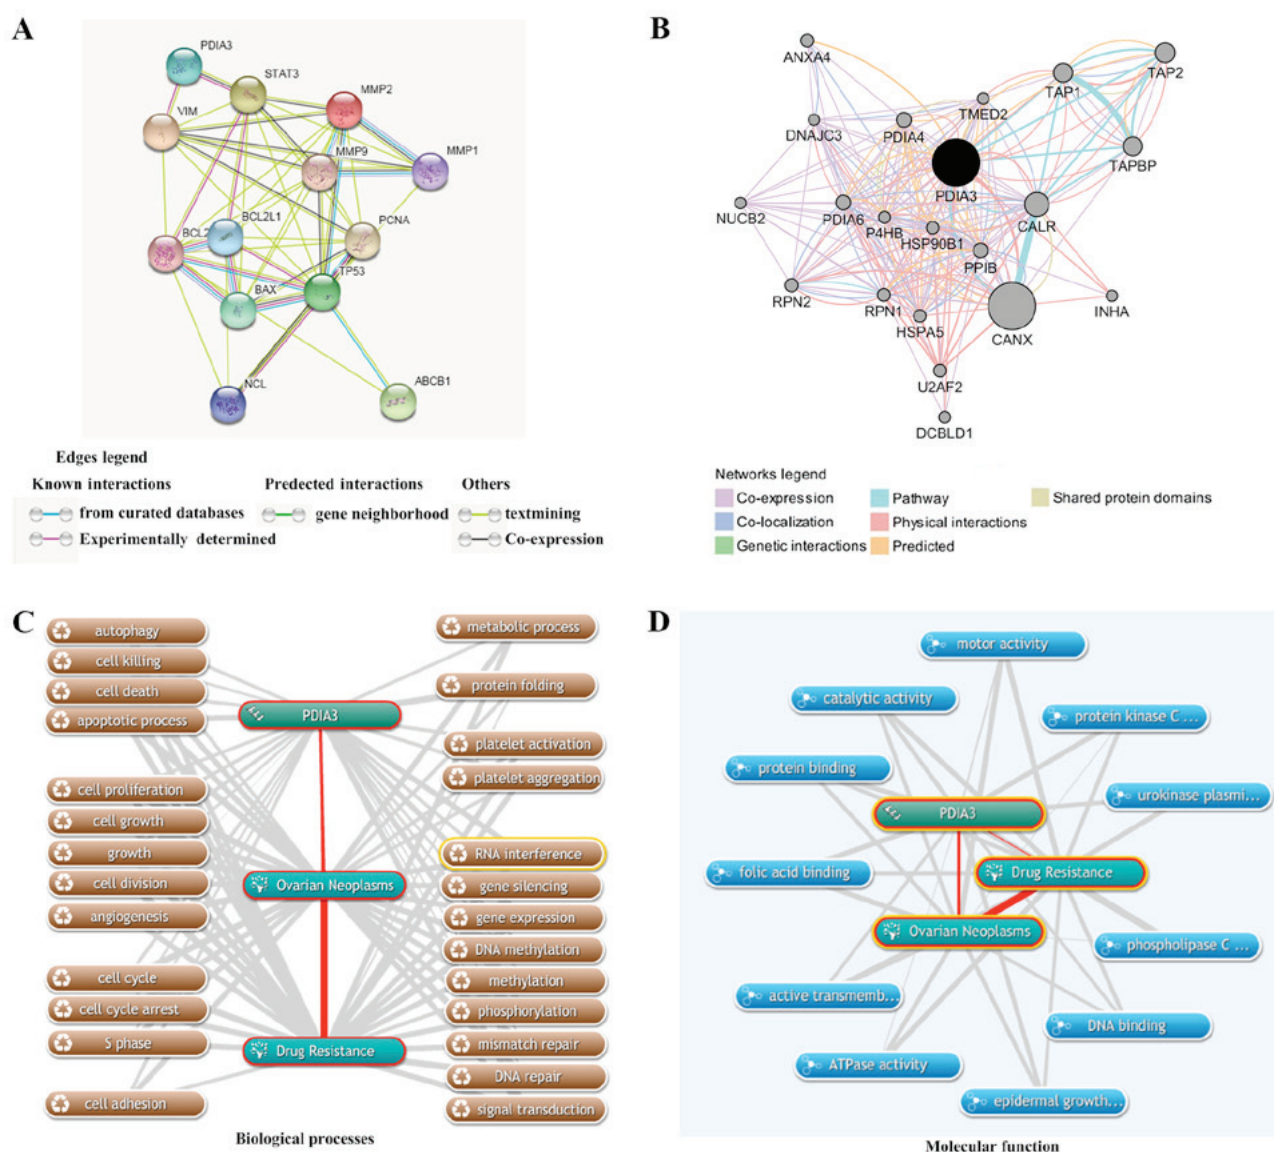 A
PDIA3
STAT3
VIM
MMP2
MMP9
MMP1
BCL2L1
PCNA
BCL2
TP53
BAX
NCL
ABCB1
Edges legend
Known interactions
Predected interactions
Others
from curated databases
gene neighborhood
textmining
Experimentally determined
Co-expression
B
ANXA4
TAP2
TAP1
TMED2
DNAJC3
PDIA4
TAPBP
PDIA3
NUCB2
PDIA6
P4HB
HSP90B1
CALR
PPIB
RPN2
RPN1
HSPA5
CANX
INHA
U2AF2
DCBLD1
Networks legend
Co-expression
Pathway
Shared protein domains
Co-localization
Physical interactions
Genetic interactions
Predicted
C
autophagy
cell killing
cell death
apoptotic process
cell proliferation
cell growth
growth
cell division
angiogenesis
cell cycle
cell cycle arrest
S phase
cell adhesion
PDIA3
Ovarian Neoplasms
Drug Resistance
metabolic process
protein folding
platelet activation
platelet aggregation
RNA interference
gene silencing
gene expression
DNA methylation
methylation
phosphorylation
mismatch repair
DNA repair
signal transduction
Biological processes
D
motor activity
catalytic activity
protein kinase C ...
protein binding
urokinase plasmi...
PDIA3
folic acid binding
Drug Resistance
Ovarian Neoplasms
phospholipase C ...
active transmemb...
DNA binding
ATPase activity
epidermal growth...
Molecular function